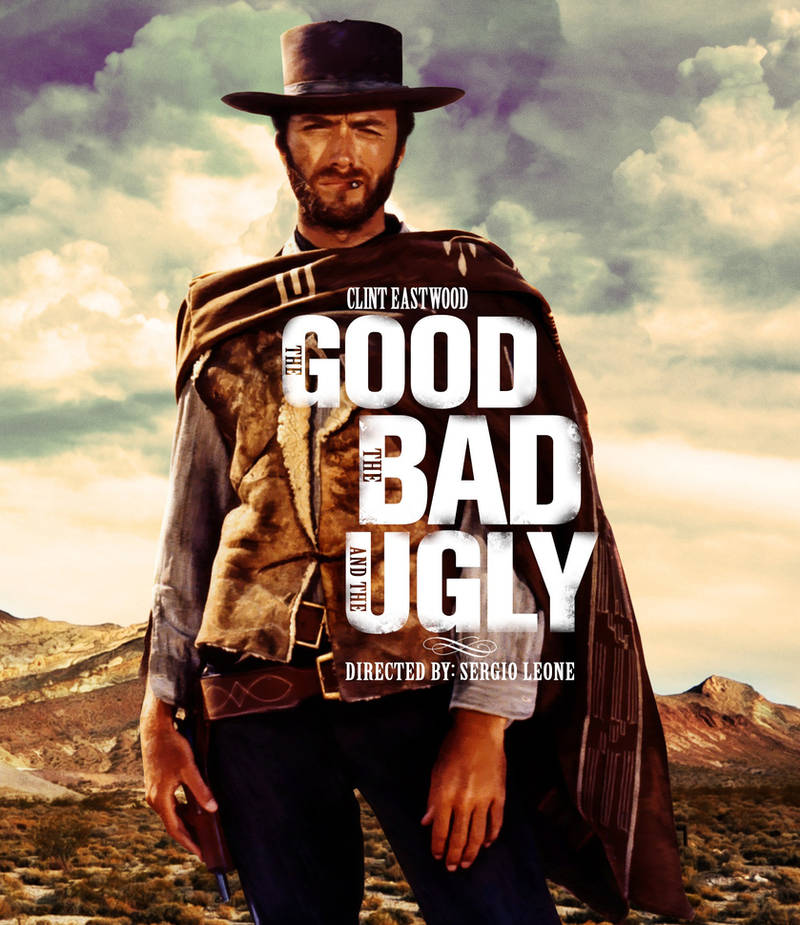 CLINT EASTWOOD
THE GOOD
THE BAD
AND THE UGLY
DIRECTED BY: SERGIO LEONE